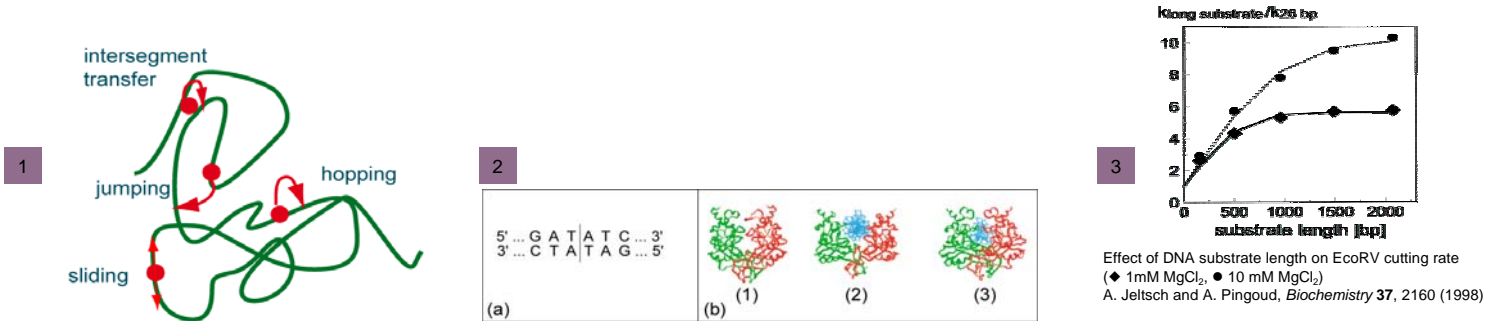 1
intersegment
transfer
jumping
hopping
sliding
2
5' ... G A T A T C ... 3'
3' ... C T A T A G ... 5'
(a)
(b)
(1)
(2)
(3)
3
klong substrate/k26 bp
10
8
6
4
2
0
0 500 1000 1500 2000
substrate length [bp]
Effect of DNA substrate length on EcoRV cutting rate
(◆ 1mM MgCl₂, ● 10 mM MgCl₂)
A. Jeltsch and A. Pingoud, Biochemistry 37, 2160 (1998)